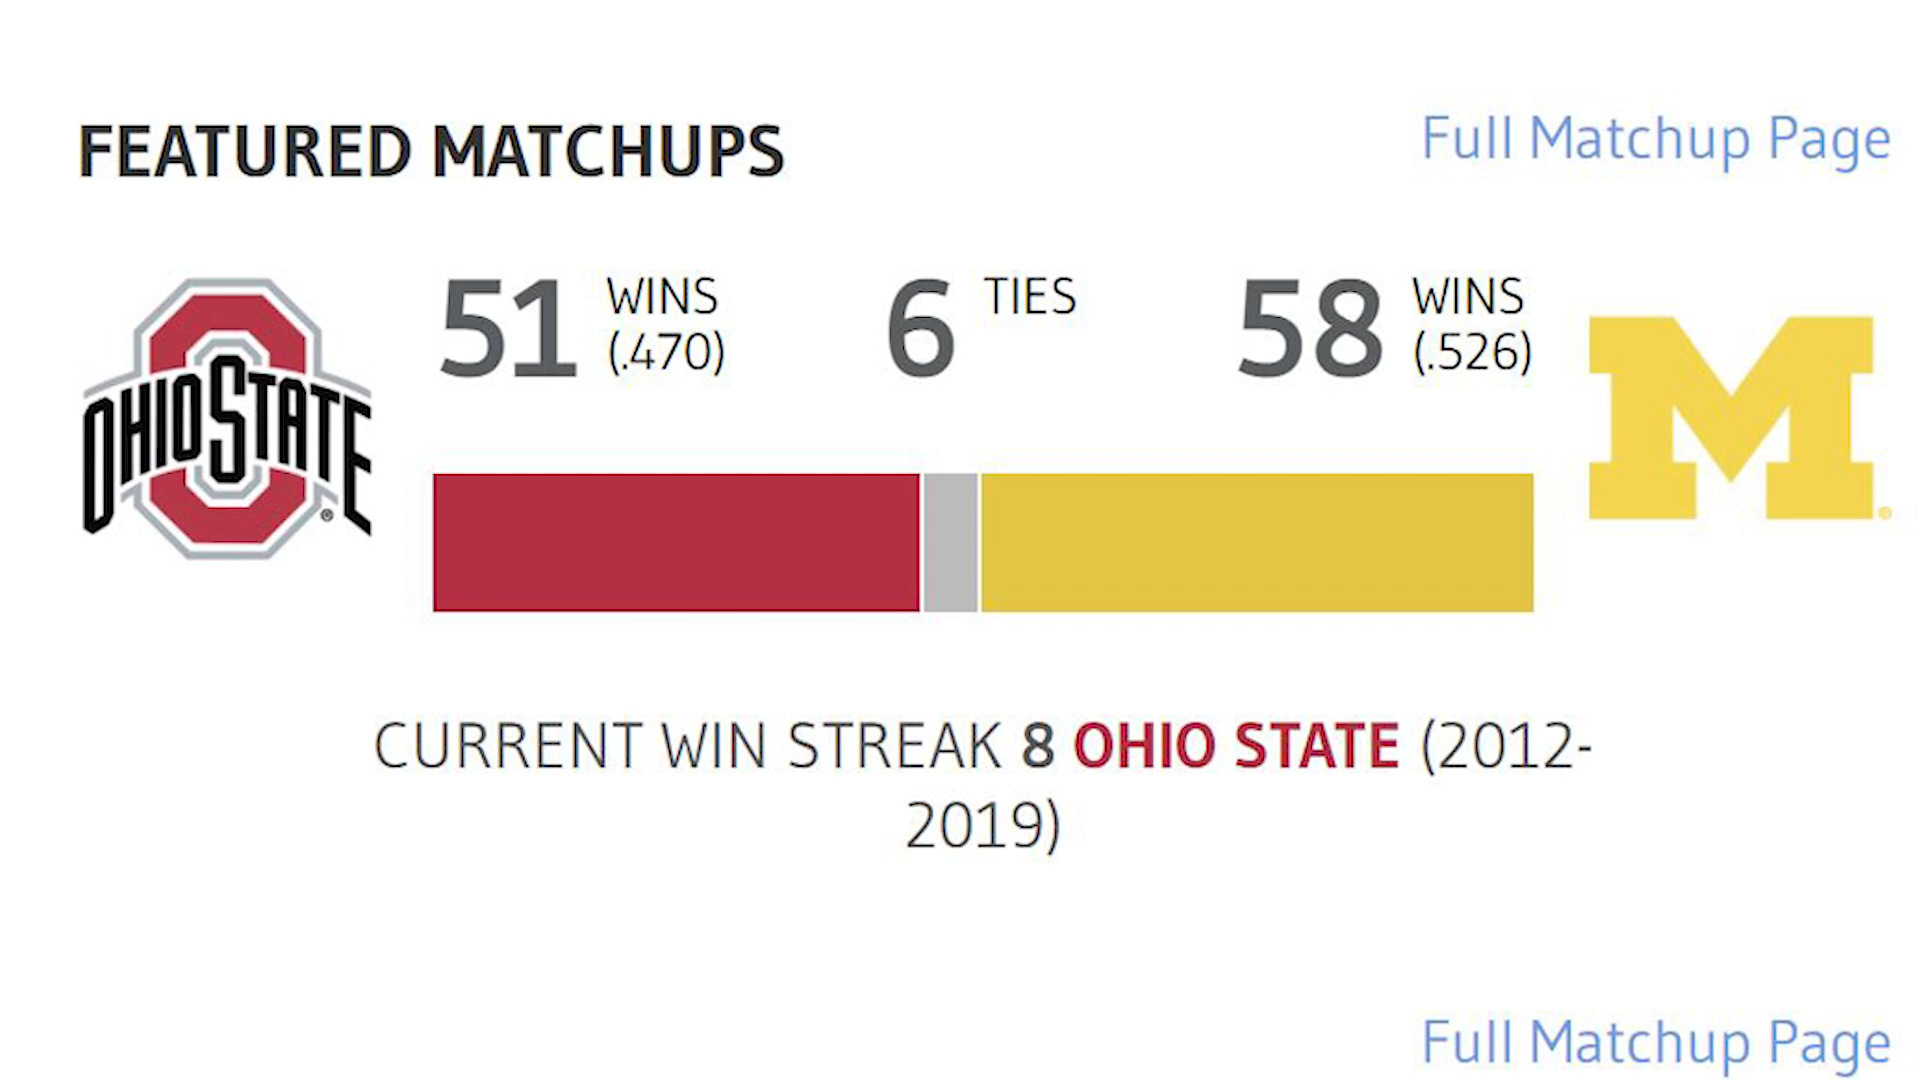 FEATURED MATCHUPS
Full Matchup Page
51 WINS (.470)
6 TIES
58 WINS (.526)
OHIO STATE
®
M
®
CURRENT WIN STREAK 8 OHIO STATE (2012-
2019)
Full Matchup Page